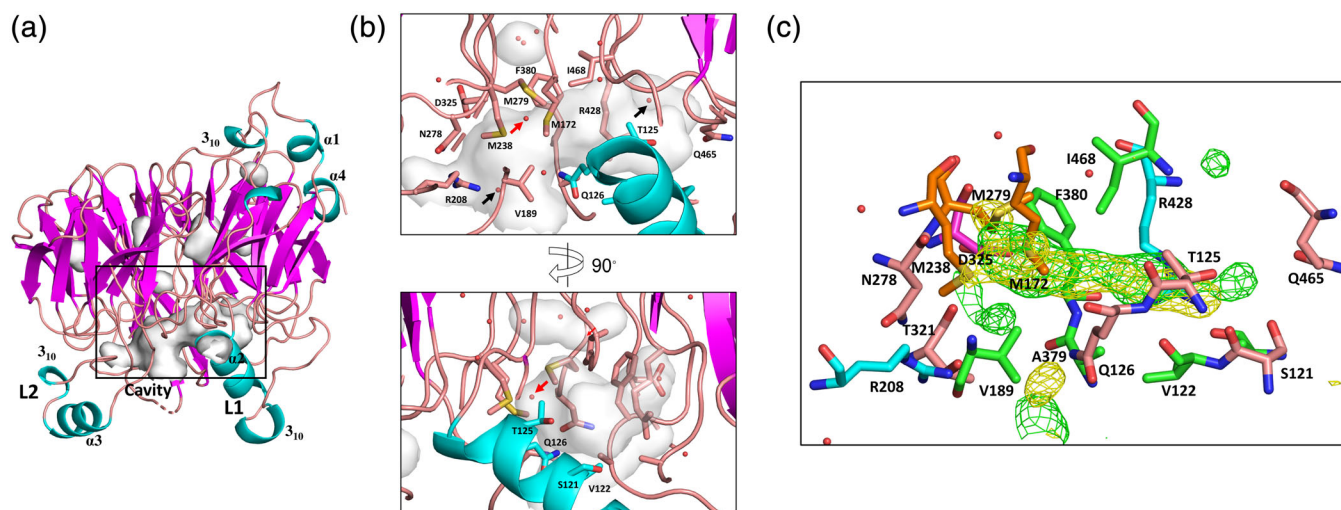 (a)
3₁₀
α1
α4
3₁₀
α2
L2
Cavity
L1
α3
3₁₀
(b)
F380
I468
D325
M279
R428
N278
M172
T125
M238
Q465
R208
Q126
V189
90°
T125
Q126
S121
V122
(c)
I468
M279
F380
R428
T125
N278
M238
D325
M172
Q465
T321
A379
Q126
S121
R208
V189
V122